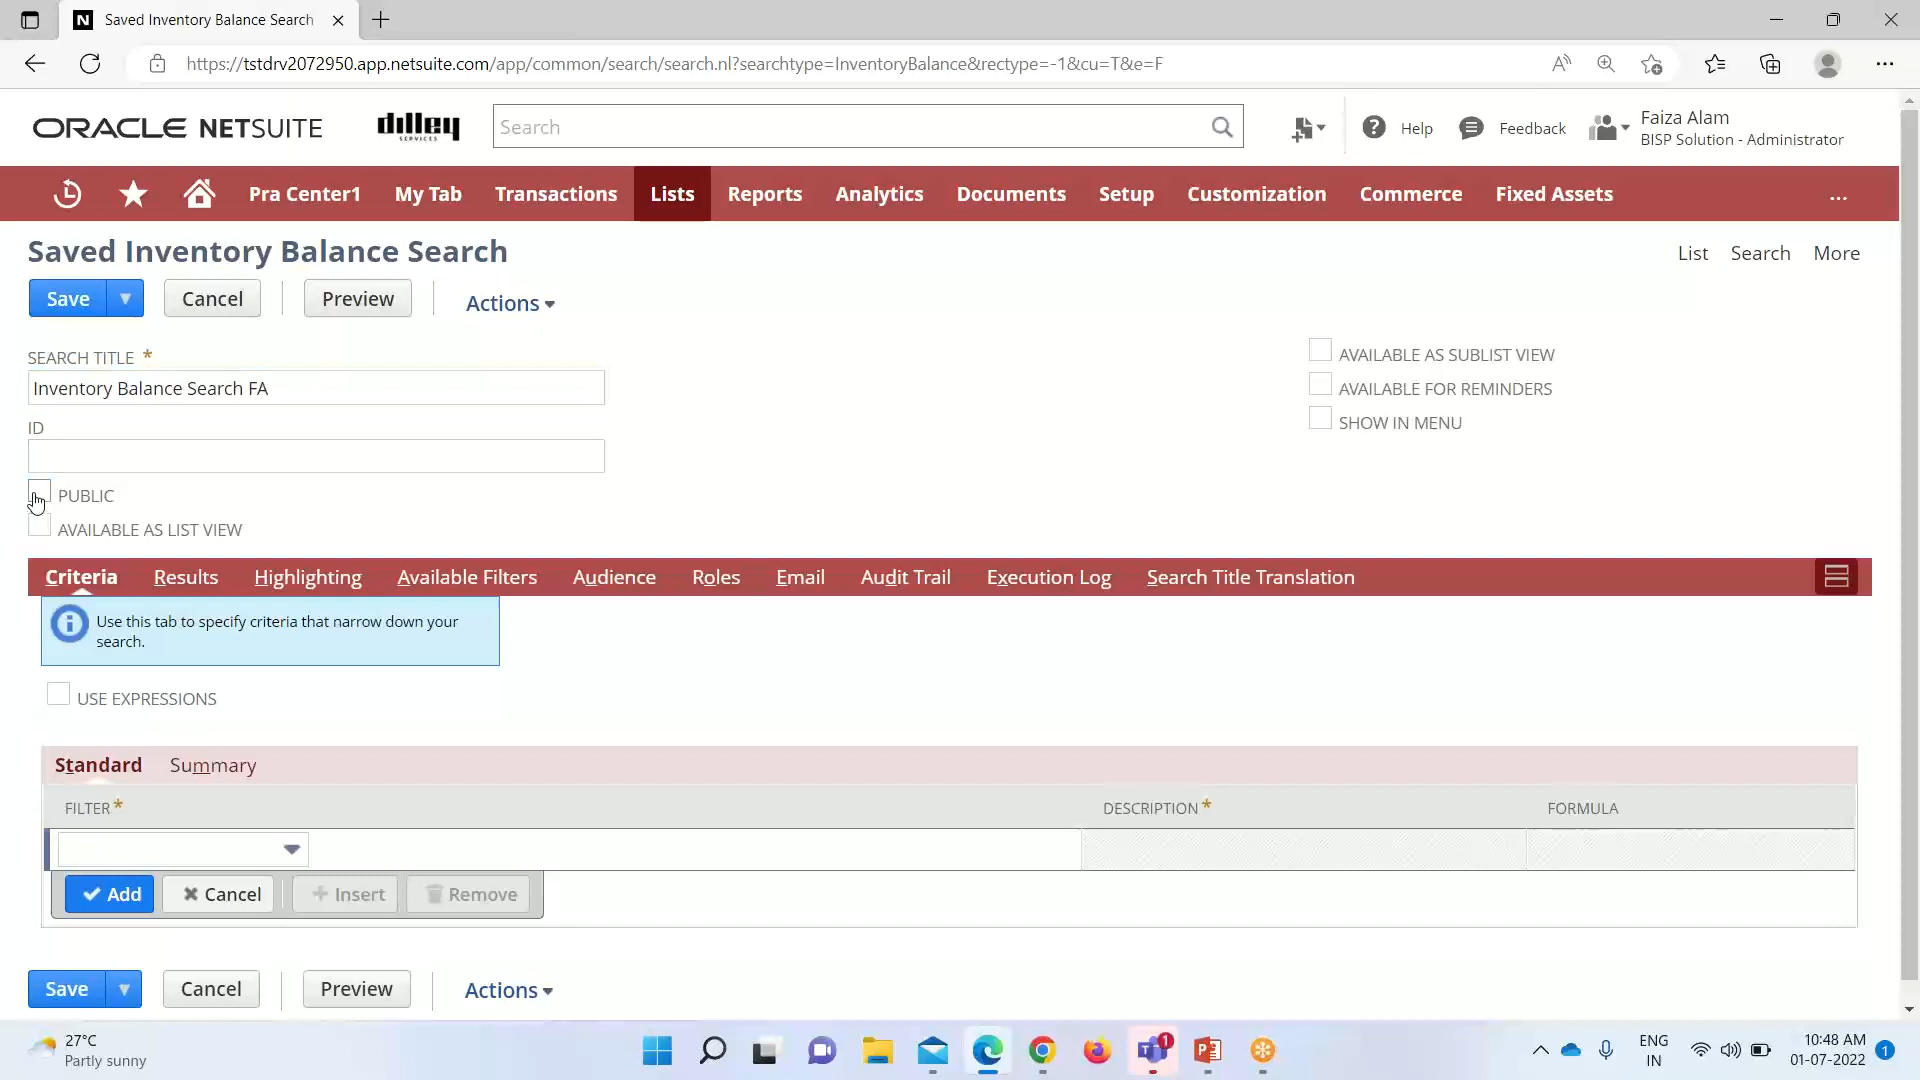 Saved Inventory Balance Search
https://tstdrv2072950.app.netsuite.com/app/common/search/search.nl?searchtype=InventoryBalance&rectype=-1&cu=T&e=F
ORACLE NETSUITE
dilley
SERVICES
Search
Help
Feedback
Faiza Alam
BISP Solution - Administrator
Pra Center1
My Tab
Transactions
Lists
Reports
Analytics
Documents
Setup
Customization
Commerce
Fixed Assets
...
Saved Inventory Balance Search
List
Search
More
Save
Cancel
Preview
Actions
SEARCH TITLE *
Inventory Balance Search FA
ID
PUBLIC
AVAILABLE AS LIST VIEW
AVAILABLE AS SUBLIST VIEW
AVAILABLE FOR REMINDERS
SHOW IN MENU
Criteria
Results
Highlighting
Available Filters
Audience
Roles
Email
Audit Trail
Execution Log
Search Title Translation
Use this tab to specify criteria that narrow down your
search.
USE EXPRESSIONS
Standard
Summary
FILTER *
DESCRIPTION *
FORMULA
Add
Cancel
Insert
Remove
Save
Cancel
Preview
Actions
27°C
Partly sunny
1
ENG
IN
10:48 AM
01-07-2022
1